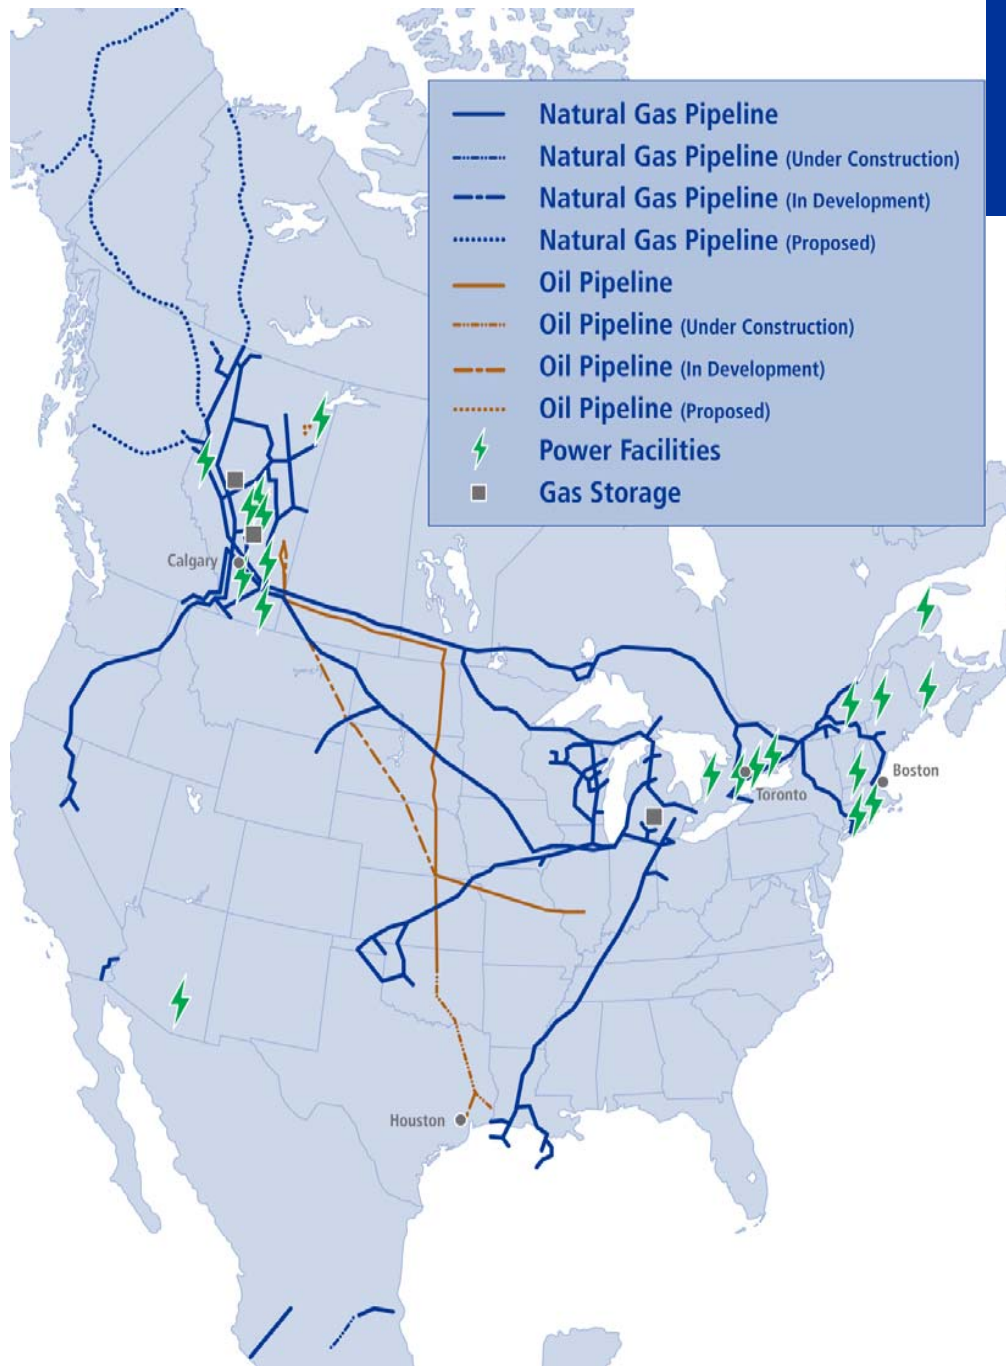 Natural Gas Pipeline
Natural Gas Pipeline (Under Construction)
Natural Gas Pipeline (In Development)
Natural Gas Pipeline (Proposed)
Oil Pipeline
Oil Pipeline (Under Construction)
Oil Pipeline (In Development)
Oil Pipeline (Proposed)
Power Facilities
Gas Storage
Calgary
Boston
Toronto
Houston